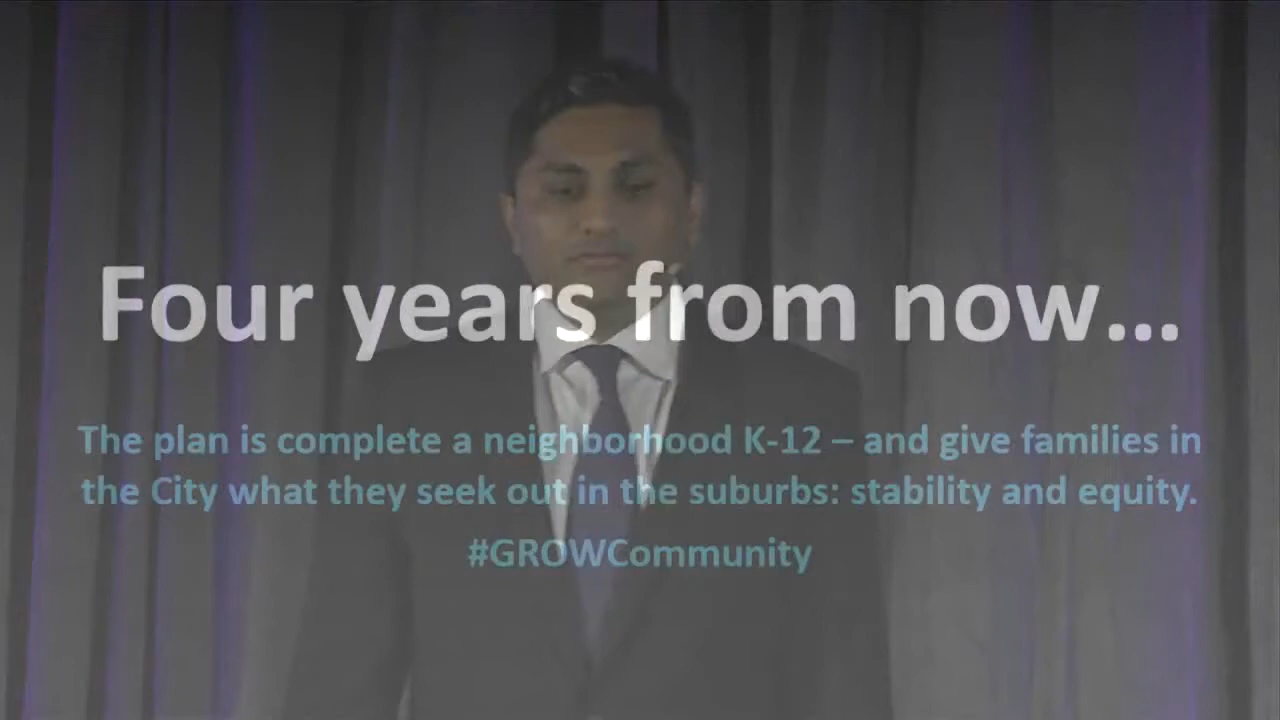 Four years from now...
The plan is complete a neighborhood K-12 – and give families in
the City what they seek out in the suburbs: stability and equity.
#GROWCommunity